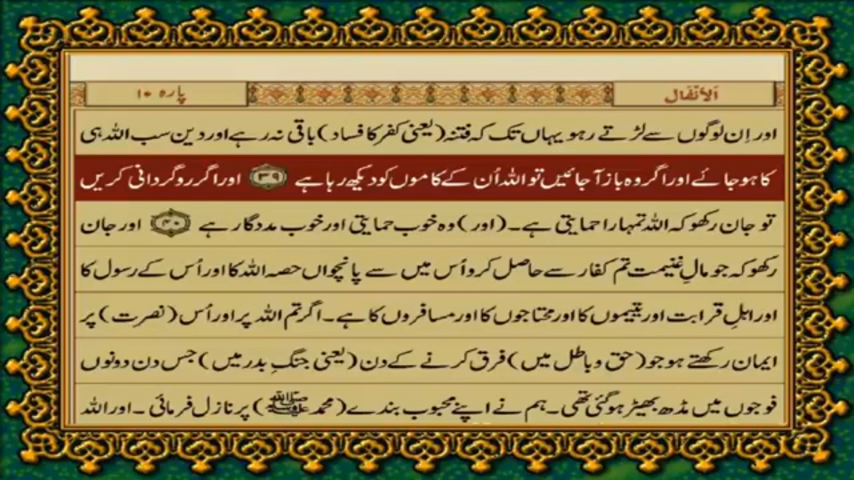 اَلْاَنْفَال پارہ ۱۰
اور اِن لوگوں سے لڑتے رہو یہاں تک کہ فتنہ (یعنی کفر کا فساد) باقی نہ رہے اور دین سب اللہ ہی
کا ہو جائے اور اگر وہ باز آ جائیں تو اللہ اُن کے کاموں کو دیکھ رہا ہے ۳۹ اور اگر روگردانی کریں
تو جان رکھو کہ اللہ تمہارا حمایتی ہے۔ (اور) وہ خوب حمایتی اور خوب مددگار ہے ۴۰ اور جان
رکھو کہ جو مالِ غنیمت تم کفار سے حاصل کرو اُس میں سے پانچواں حصہ اللہ کا اور اُس کے رسول کا
اور اہلِ قرابت اور یتیموں کا اور محتاجوں کا اور مسافروں کا ہے۔ اگر تم اللہ پر اور اُس (نصرت) پر
ایمان رکھتے ہو جو (حق و باطل میں) فرق کرنے کے دن (یعنی جنگِ بدر میں) جس دن دونوں
فوجوں میں مڈھ بھیڑ ہو گئی تھی۔ ہم نے اپنے محبوب بندے (محمد ﷺ) پر نازل فرمائی۔ اور اللہ